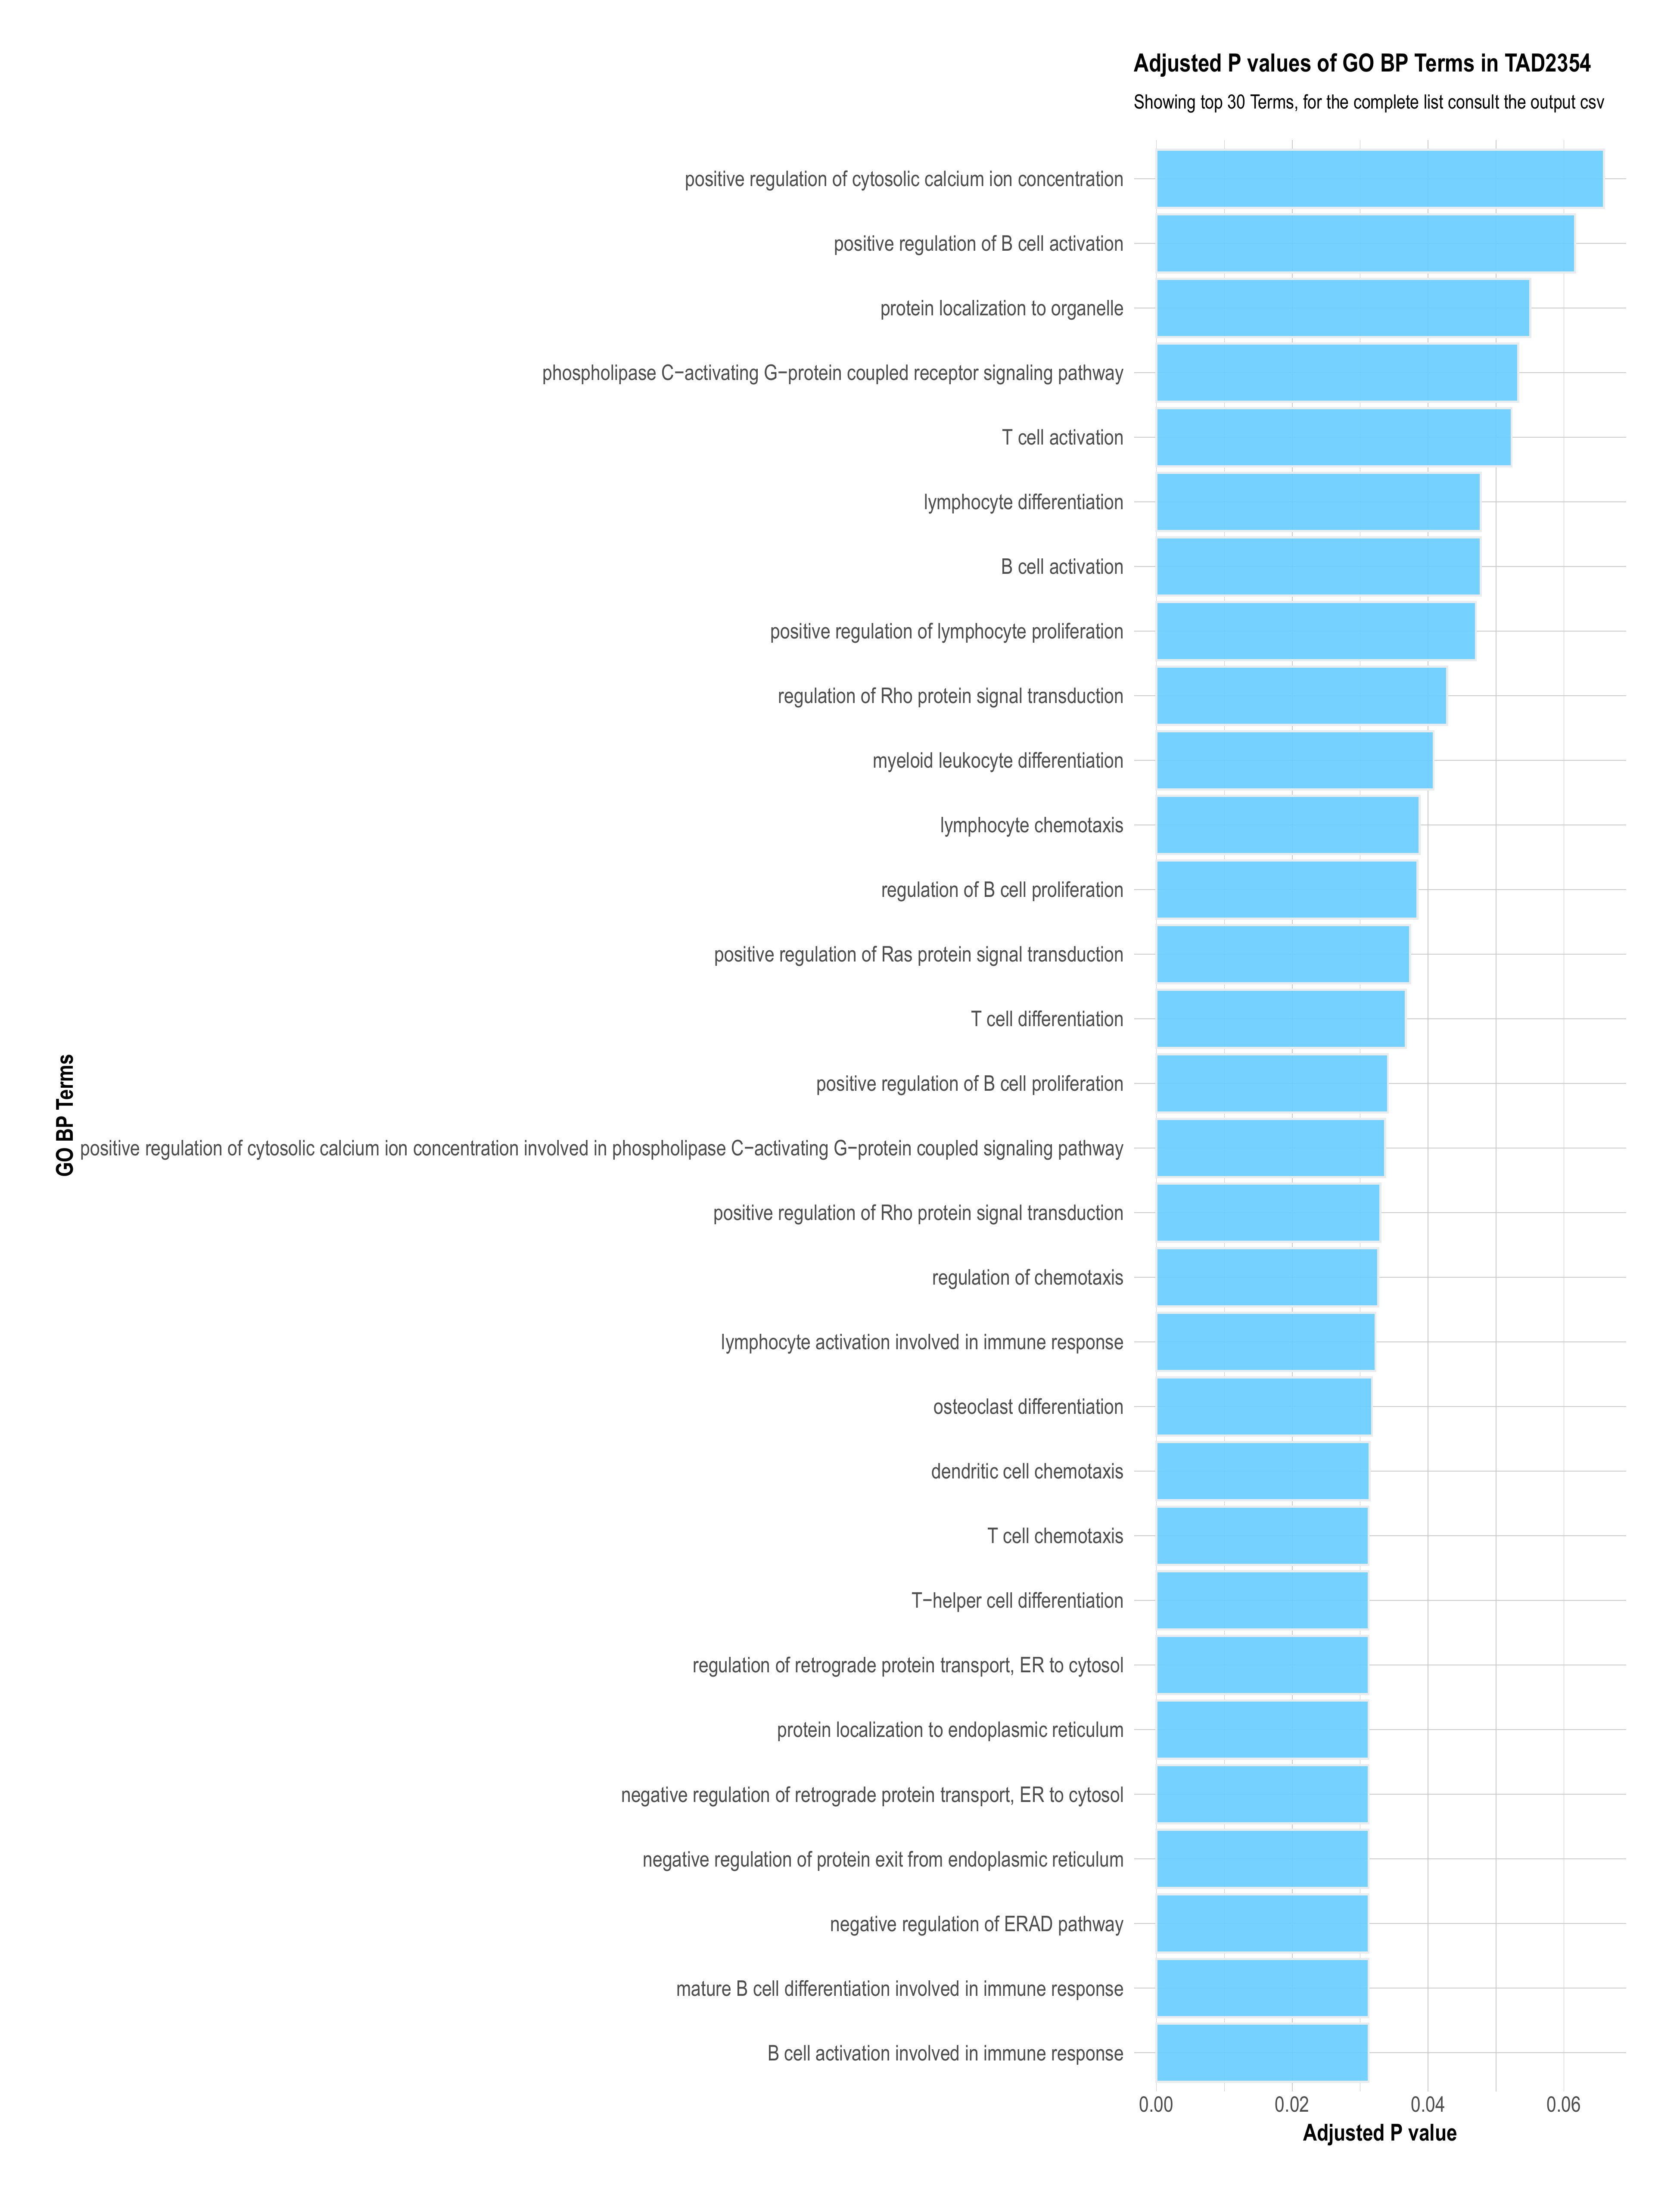 Adjusted P values of GO BP Terms in TAD2354
Showing top 30 Terms, for the complete list consult the output csv
GO BP Terms
positive regulation of cytosolic calcium ion concentration
positive regulation of B cell activation
protein localization to organelle
phospholipase C−activating G−protein coupled receptor signaling pathway
T cell activation
lymphocyte differentiation
B cell activation
positive regulation of lymphocyte proliferation
regulation of Rho protein signal transduction
myeloid leukocyte differentiation
lymphocyte chemotaxis
regulation of B cell proliferation
positive regulation of Ras protein signal transduction
T cell differentiation
positive regulation of B cell proliferation
positive regulation of cytosolic calcium ion concentration involved in phospholipase C−activating G−protein coupled signaling pathway
positive regulation of Rho protein signal transduction
regulation of chemotaxis
lymphocyte activation involved in immune response
osteoclast differentiation
dendritic cell chemotaxis
T cell chemotaxis
T−helper cell differentiation
regulation of retrograde protein transport, ER to cytosol
protein localization to endoplasmic reticulum
negative regulation of retrograde protein transport, ER to cytosol
negative regulation of protein exit from endoplasmic reticulum
negative regulation of ERAD pathway
mature B cell differentiation involved in immune response
B cell activation involved in immune response
0.00 0.02 0.04 0.06
Adjusted P value